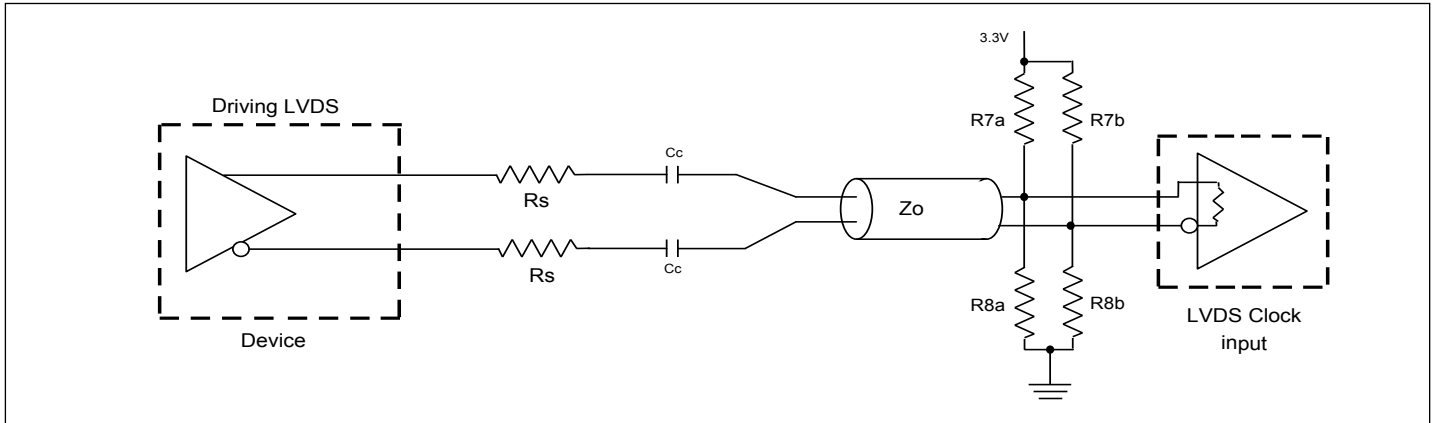 3.3V
Driving LVDS
R7a
R7b
Cc
Rs
Zo
Rs
Cc
R8a
R8b
LVDS Clock
input
Device